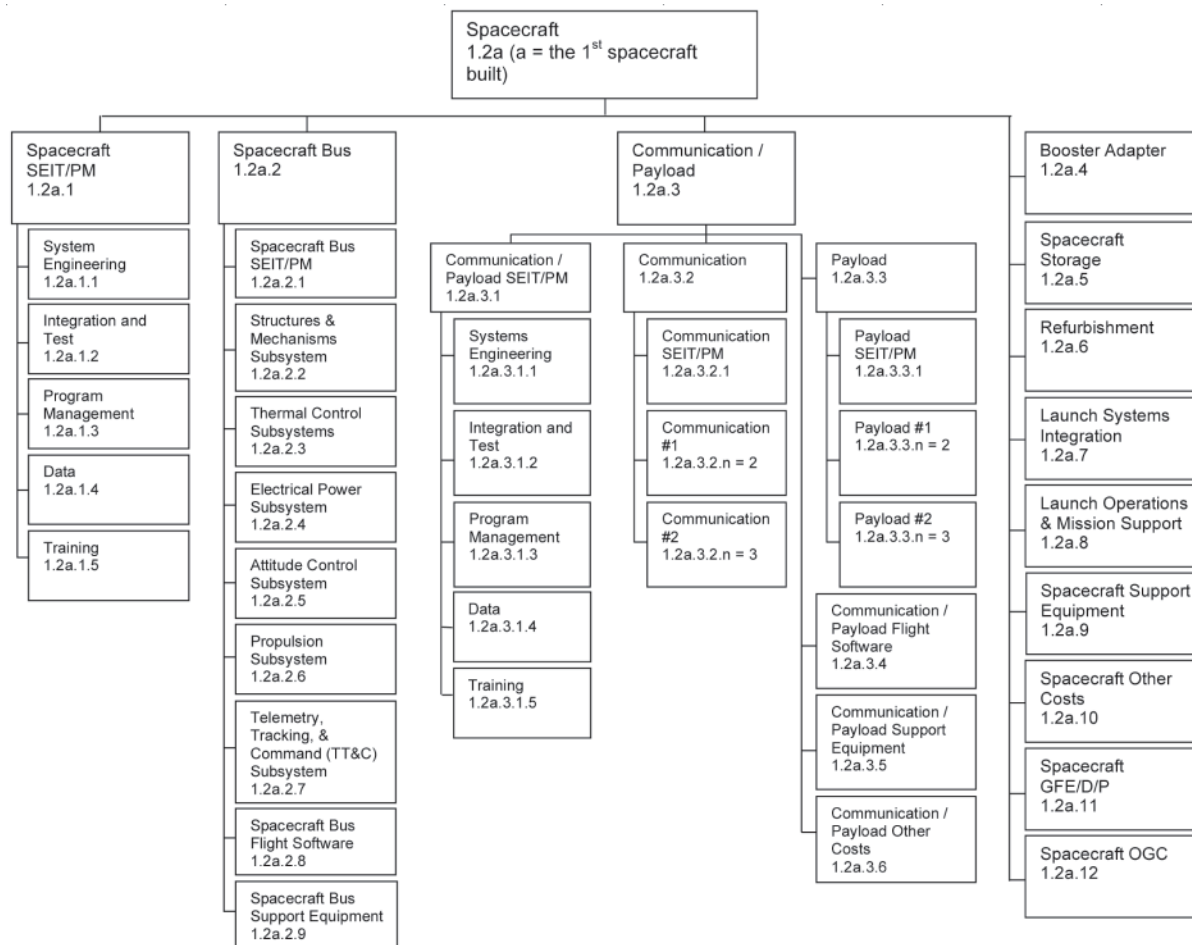 Spacecraft
1.2a (a = the 1st spacecraft
built)
Spacecraft
SEIT/PM
1.2a.1
System
Engineering
1.2a.1.1
Integration and
Test
1.2a.1.2
Program
Management
1.2a.1.3
Data
1.2a.1.4
Training
1.2a.1.5
Spacecraft Bus
1.2a.2
Spacecraft Bus
SEIT/PM
1.2a.2.1
Structures &
Mechanisms
Subsystem
1.2a.2.2
Thermal Control
Subsystems
1.2a.2.3
Electrical Power
Subsystem
1.2a.2.4
Attitude Control
Subsystem
1.2a.2.5
Propulsion
Subsystem
1.2a.2.6
Telemetry,
Tracking, &
Command (TT&C)
Subsystem
1.2a.2.7
Spacecraft Bus
Flight Software
1.2a.2.8
Spacecraft Bus
Support Equipment
1.2a.2.9
Communication /
Payload
1.2a.3
Communication /
Payload SEIT/PM
1.2a.3.1
Systems
Engineering
1.2a.3.1.1
Integration and
Test
1.2a.3.1.2
Program
Management
1.2a.3.1.3
Data
1.2a.3.1.4
Training
1.2a.3.1.5
Communication
1.2a.3.2
Communication
SEIT/PM
1.2a.3.2.1
Communication
#1
1.2a.3.2.n = 2
Communication
#2
1.2a.3.2.n = 3
Payload
1.2a.3.3
Payload
SEIT/PM
1.2a.3.3.1
Payload #1
1.2a.3.3.n = 2
Payload #2
1.2a.3.3.n = 3
Communication /
Payload Flight
Software
1.2a.3.4
Communication /
Payload Support
Equipment
1.2a.3.5
Communication /
Payload Other
Costs
1.2a.3.6
Booster Adapter
1.2a.4
Spacecraft
Storage
1.2a.5
Refurbishment
1.2a.6
Launch Systems
Integration
1.2a.7
Launch Operations
& Mission Support
1.2a.8
Spacecraft Support
Equipment
1.2a.9
Spacecraft Other
Costs
1.2a.10
Spacecraft
GFE/D/P
1.2a.11
Spacecraft OGC
1.2a.12